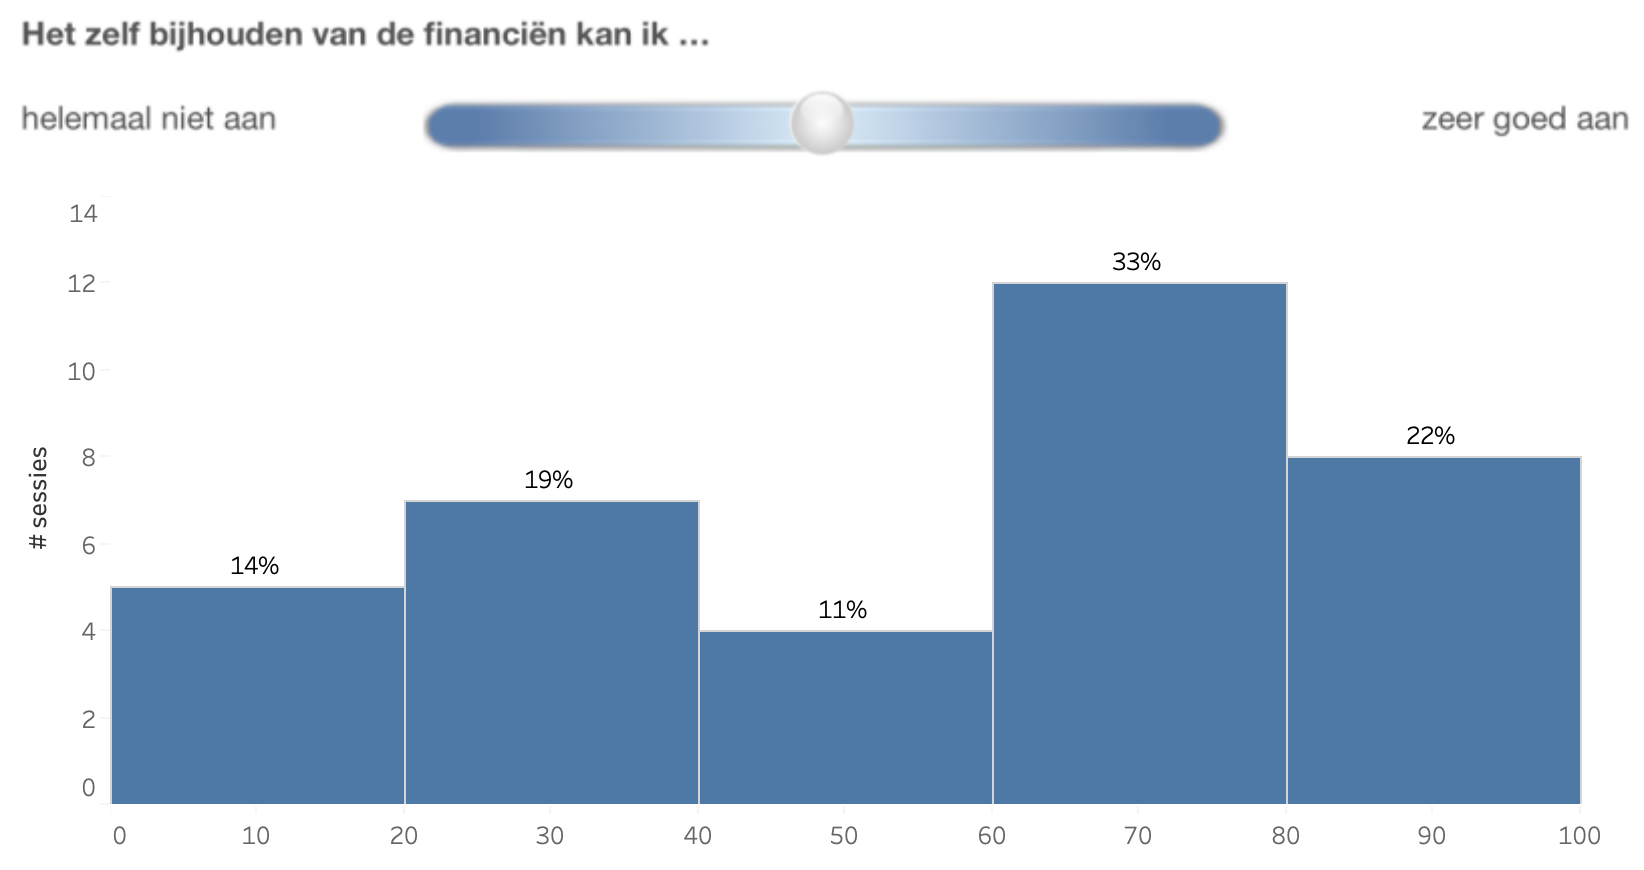 Het zelf bijhouden van de financiën kan ik ...
helemaal niet aan
zeer goed aan
14
12
10
8
6
4
2
0
# sessies
14%
19%
11%
33%
22%
0 10 20 30 40 50 60 70 80 90 100